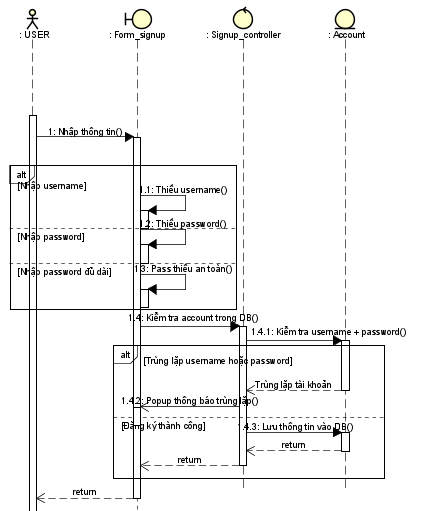 : USER
: Form_signup
: Signup_controller
: Account
1: Nhập thông tin()
alt
[Nhập username]
1.1: Thiếu username()
1.2: Thiếu password()
[Nhập password]
[Nhập password đủ dài]
1.3: Pass thiếu an toàn()
1.4: Kiểm tra account trong DB()
1.4.1: Kiểm tra username + password()
alt
[Trùng lặp username hoặc password]
Trùng lặp tài khoản
1.4.2: Popup thông báo trùng lặp()
[Đăng ký thành công]
1.4.3: Lưu thông tin vào DB()
return
return
return